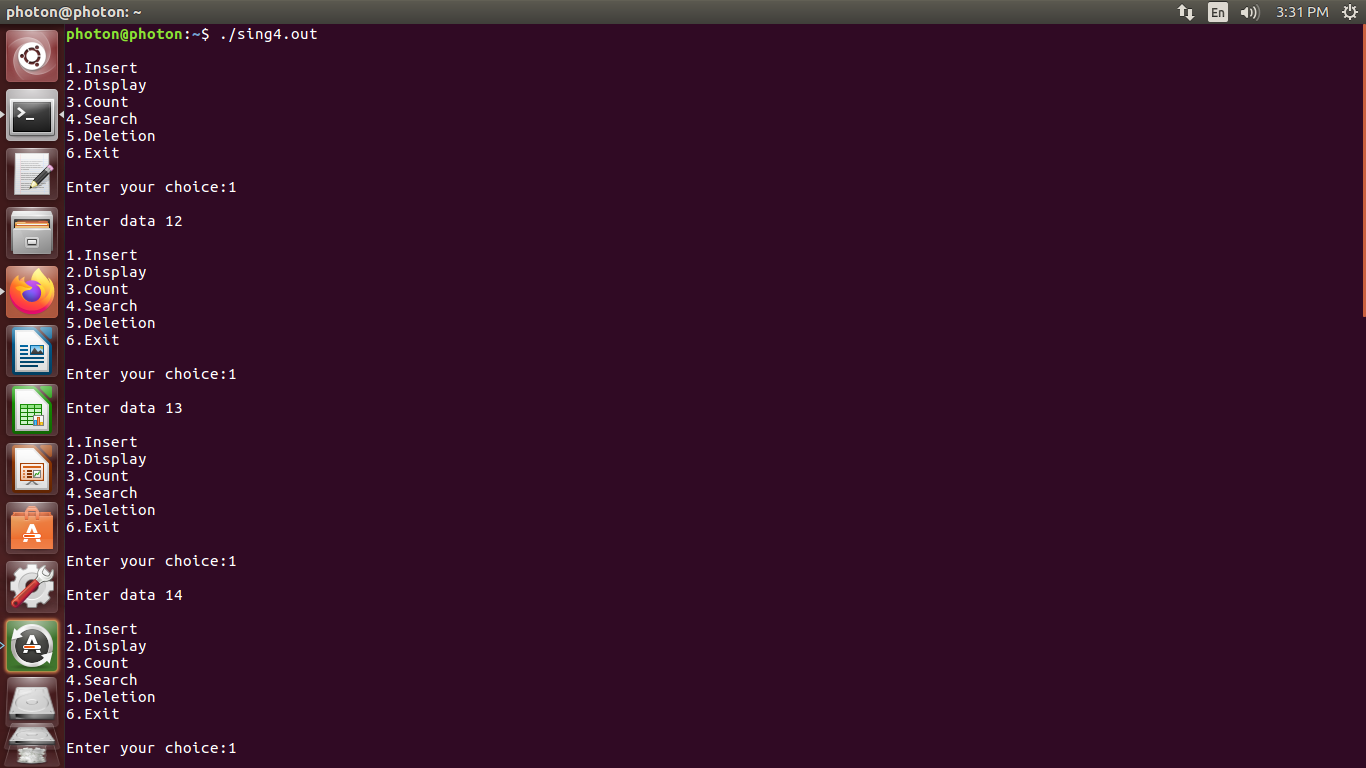 photon@photon: ~
En
3:31 PM
photon@photon:~$ ./sing4.out
1.Insert
2.Display
3.Count
4.Search
5.Deletion
6.Exit
Enter your choice:1
Enter data 12
1.Insert
2.Display
3.Count
4.Search
5.Deletion
6.Exit
Enter your choice:1
Enter data 13
1.Insert
2.Display
3.Count
4.Search
5.Deletion
6.Exit
Enter your choice:1
Enter data 14
1.Insert
2.Display
3.Count
4.Search
5.Deletion
6.Exit
Enter your choice:1